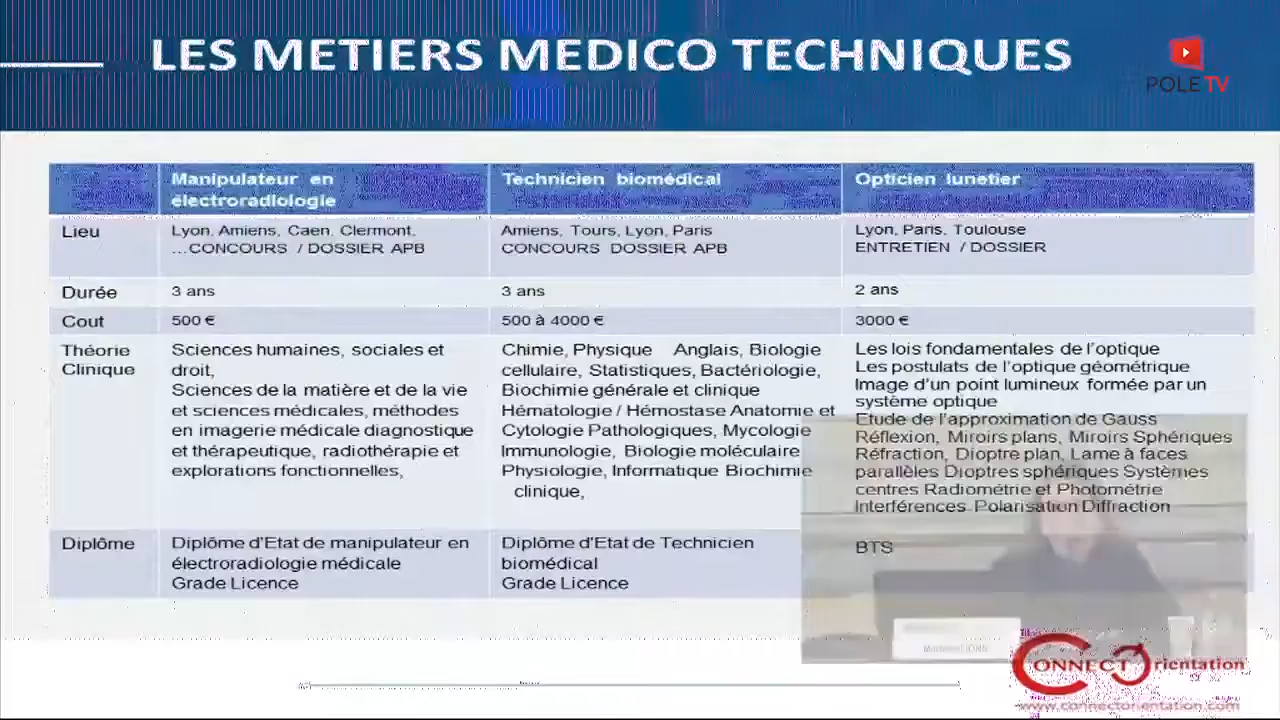 LES METIERS MEDICO TECHNIQUES
POLE TV
Manipulateur en
électroradiologie
Technicien biomédical
Opticien lunetier
Lieu
Lyon, Amiens, Caen, Clermont,
…CONCOURS / DOSSIER APB
Amiens, Tours, Lyon, Paris
CONCOURS DOSSIER APB
Lyon, Paris, Toulouse
ENTRETIEN / DOSSIER
Durée
3 ans
3 ans
2 ans
Cout
500 €
500 à 4000 €
3000 €
Théorie
Clinique
Sciences humaines, sociales et
droit,
Sciences de la matière et de la vie
et sciences médicales, méthodes
en imagerie médicale diagnostique
et thérapeutique, radiothérapie et
explorations fonctionnelles,
Chimie, Physique Anglais, Biologie
cellulaire, Statistiques, Bactériologie,
Biochimie générale et clinique
Hématologie / Hémostase Anatomie et
Cytologie Pathologiques, Mycologie
Immunologie, Biologie moléculaire
Physiologie, Informatique Biochimie
clinique,
Les lois fondamentales de l'optique
Les postulats de l'optique géométrique
Image d'un point lumineux formée par un
système optique
Etude de l'approximation de Gauss
Réflexion, Miroirs plans, Miroirs Sphériques
Réfraction, Dioptre plan, Lame à faces
parallèles Dioptres sphériques Systèmes
centres Radiométrie et Photométrie
Interférences Polarisation Diffraction
Diplôme
Diplôme d'Etat de manipulateur en
électroradiologie médicale
Grade Licence
Diplôme d'Etat de Technicien
biomédical
Grade Licence
BTS
CONNECTOrientation
www.connectorientation.com